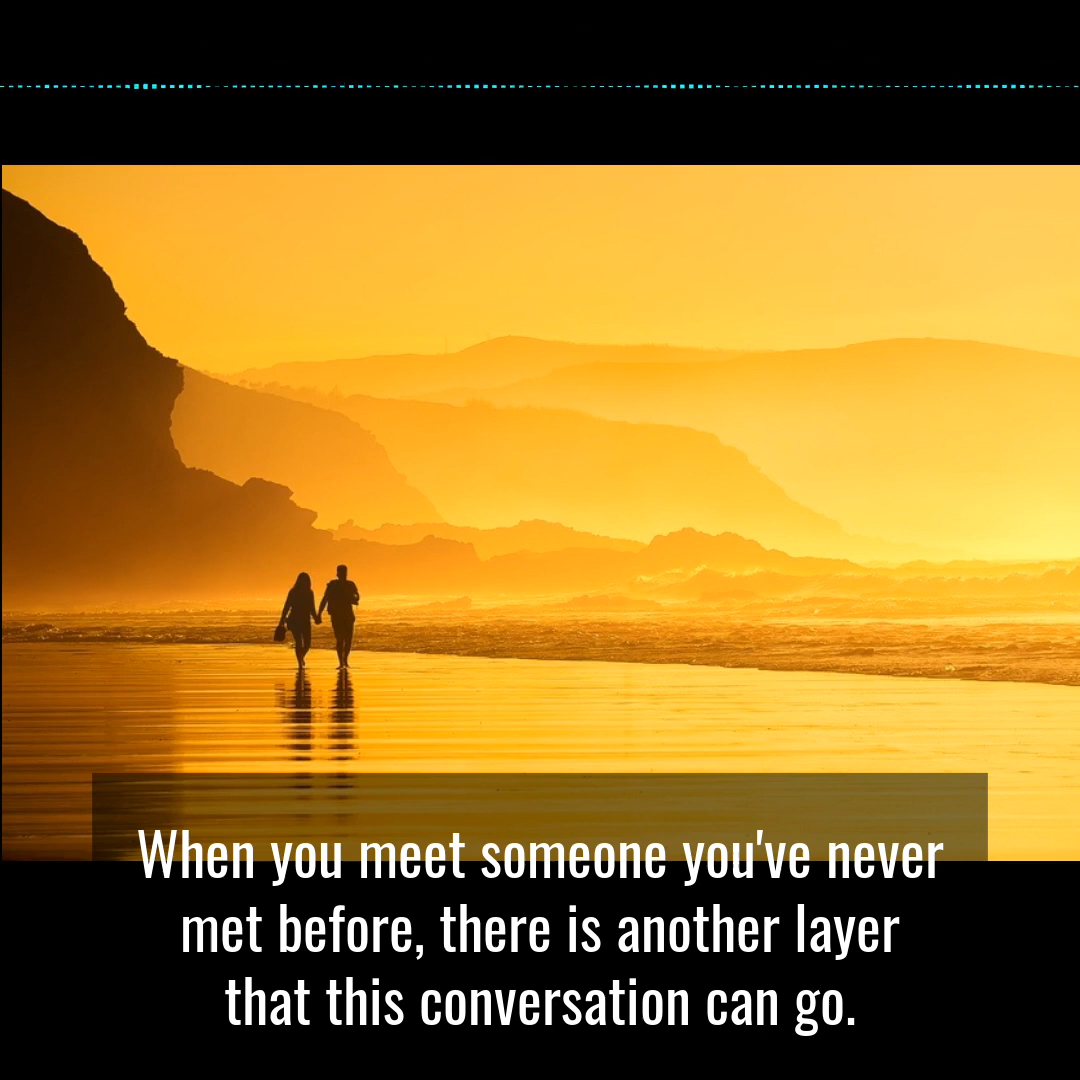 When you meet someone you've never
met before, there is another layer
that this conversation can go.